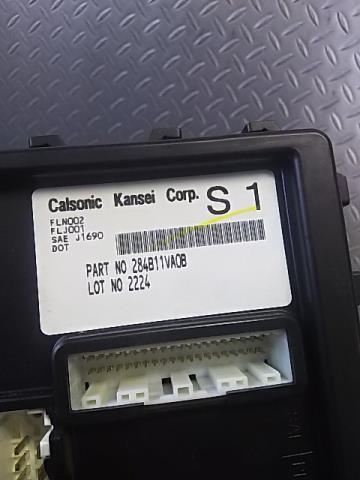 Calsonic Kansei Corp. S 1
FLN002
FLJ001
SAE J1690
DOT
PART NO 284B11VA0B
LOT NO 2224